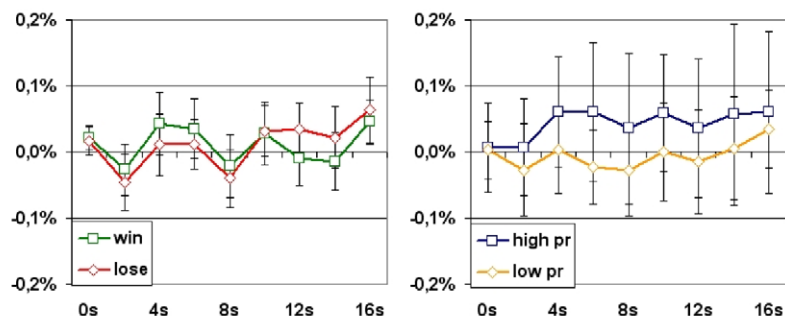 0,2%
0,1%
0,0%
-0,1%
-0,2%
win
lose
0s 4s 8s 12s 16s
0,2%
0,1%
0,0%
-0,1%
-0,2%
high pr
low pr
0s 4s 8s 12s 16s